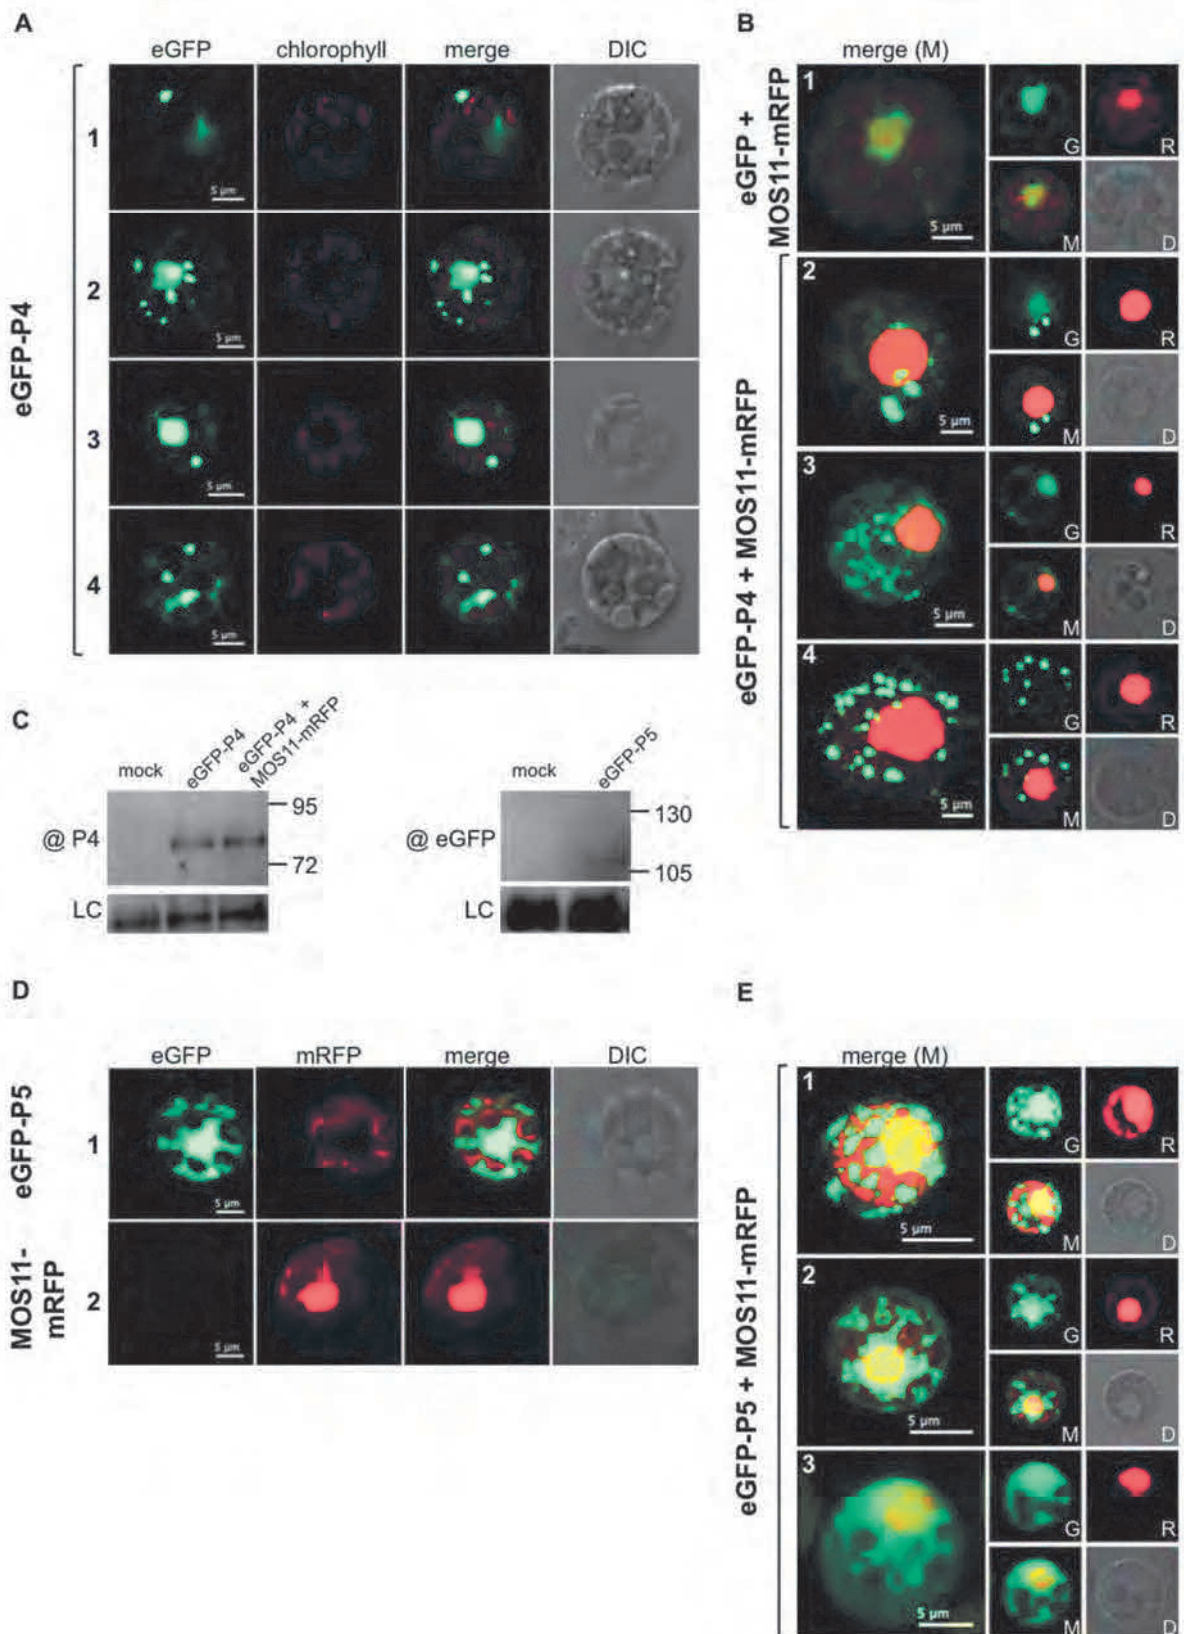 A
eGFP chlorophyll merge DIC
eGFP-P4
1
5 µm
2
5 µm
3
5 µm
4
5 µm
B
merge (M)
eGFP +
MOS11-mRFP
1
5 µm
G
R
M
D
eGFP-P4 + MOS11-mRFP
2
5 µm
G
R
M
D
3
5 µm
G
R
M
D
4
5 µm
G
R
M
D
C
mock
eGFP-P4
eGFP-P4 +
MOS11-mRFP
@ P4
95
72
LC
mock
eGFP-P5
@ eGFP
130
105
LC
D
eGFP mRFP merge DIC
eGFP-P5
1
5 µm
MOS11-
mRFP
2
5 µm
E
merge (M)
eGFP-P5 + MOS11-mRFP
1
5 µm
G
R
M
D
2
5 µm
G
R
M
D
3
5 µm
G
R
M
D